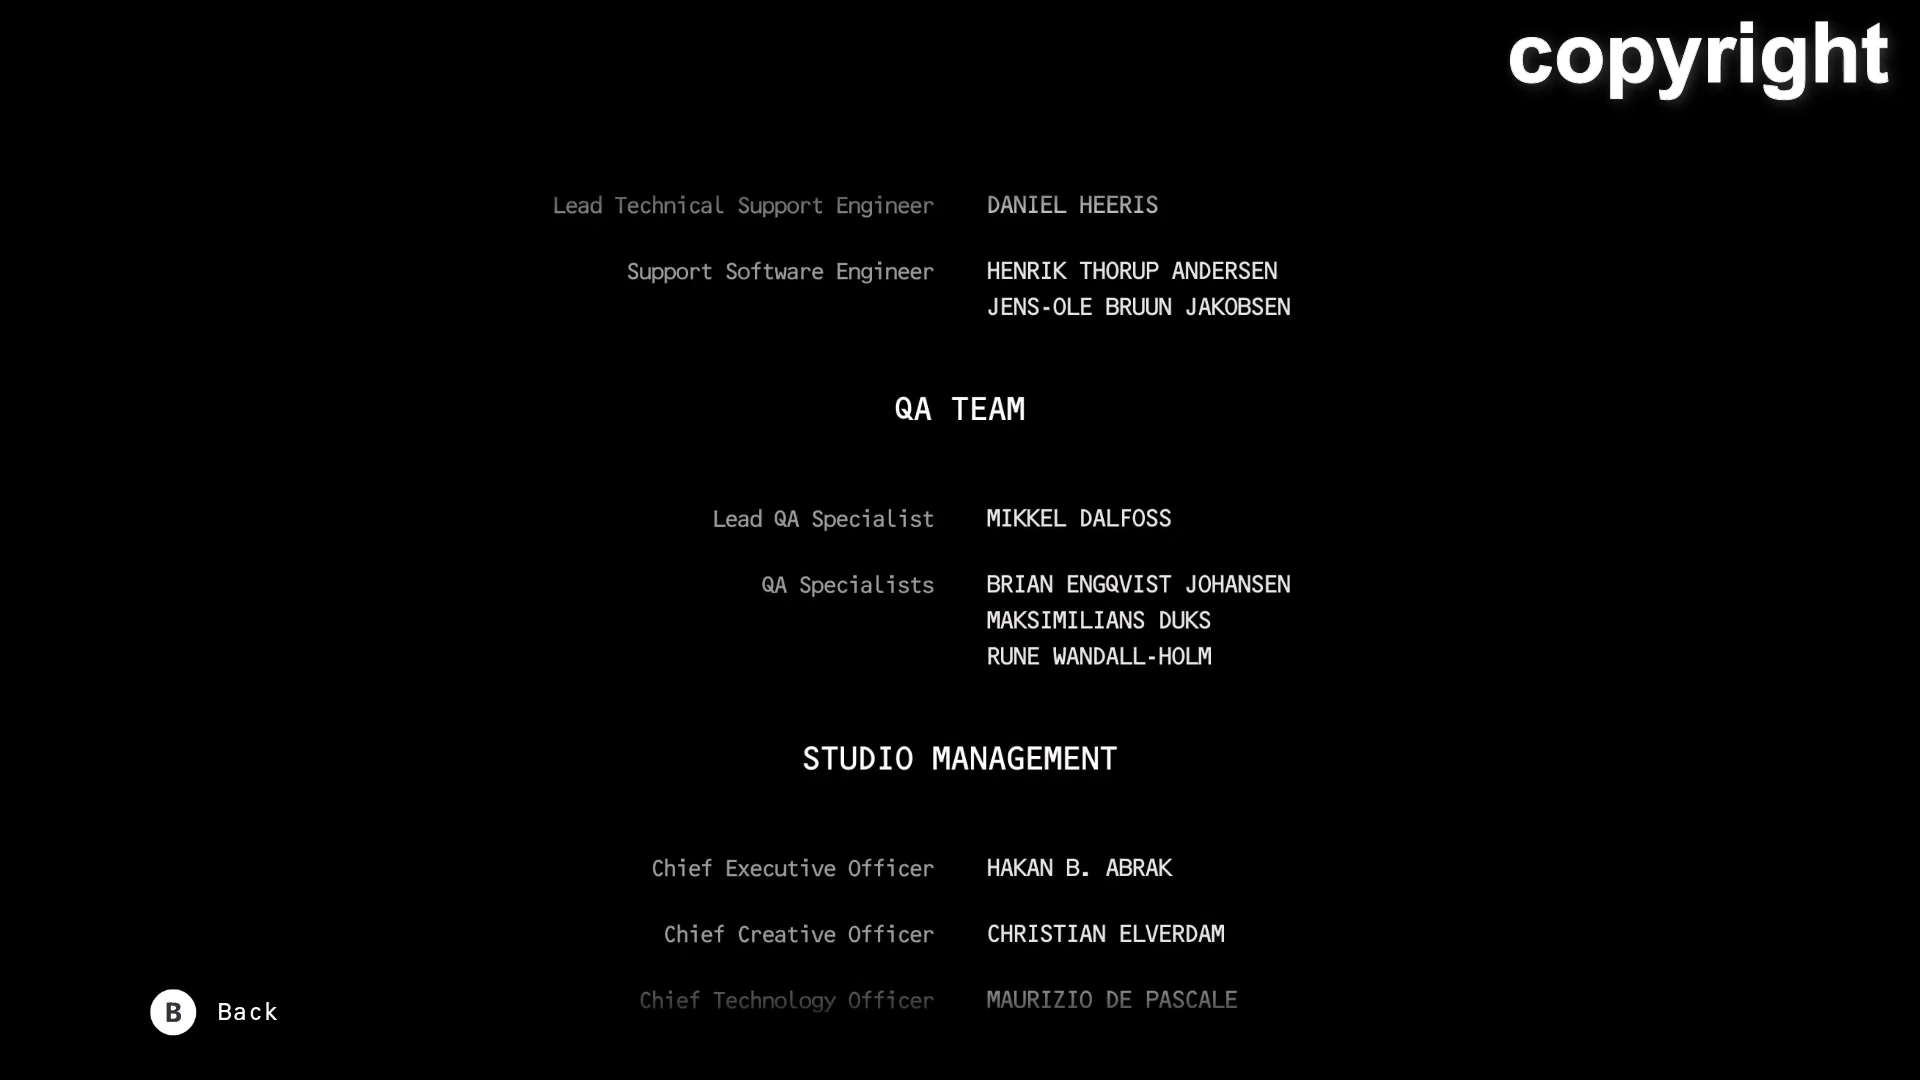 copyright
Lead Technical Support Engineer DANIEL HEERIS
Support Software Engineer HENRIK THORUP ANDERSEN
JENS-OLE BRUUN JAKOBSEN
QA TEAM
Lead QA Specialist MIKKEL DALFOSS
QA Specialists BRIAN ENGQVIST JOHANSEN
MAKSIMILIANS DUKS
RUNE WANDALL-HOLM
STUDIO MANAGEMENT
Chief Executive Officer HAKAN B. ABRAK
Chief Creative Officer CHRISTIAN ELVERDAM
Chief Technology Officer MAURIZIO DE PASCALE
B Back